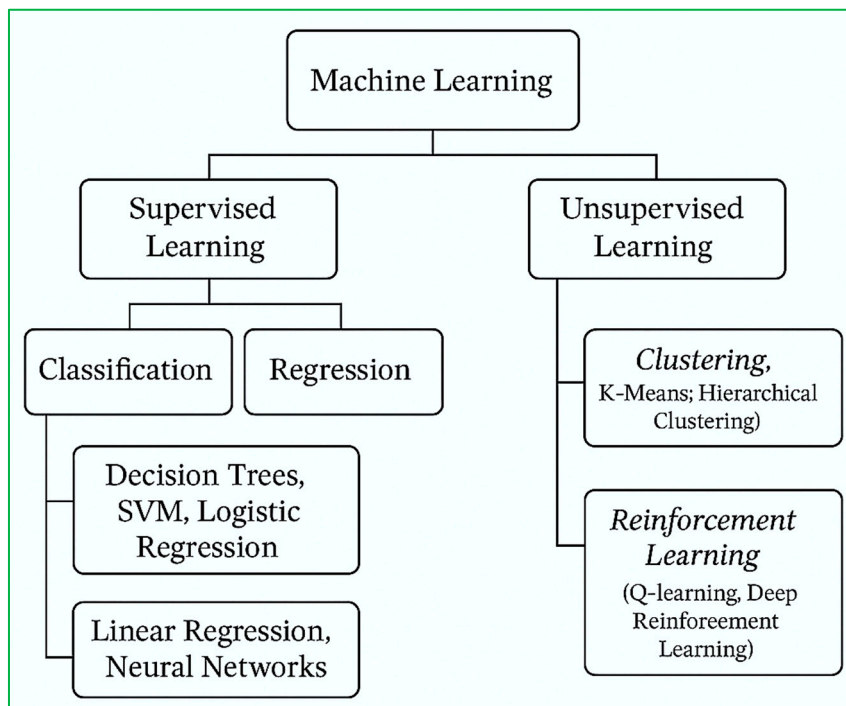 Machine Learning
Supervised
Learning
Unsupervised
Learning
Classification
Regression
Clustering,
K-Means; Hierarchical
Clustering)
Decision Trees,
SVM, Logistic
Regression
Reinforcement
Learning
(Q-learning, Deep
Reinforeement
Learning)
Linear Regression,
Neural Networks